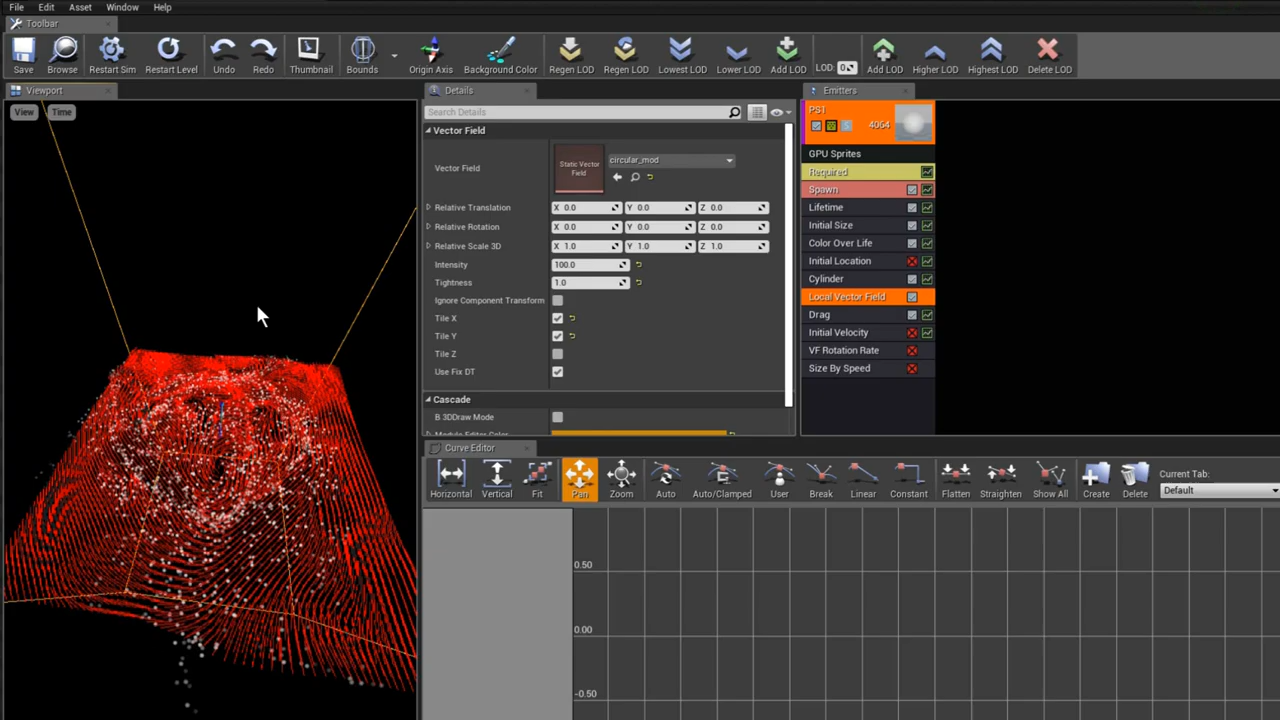 File Edit Asset Window Help
Toolbar
Save Browse Restart Sim Restart Level Undo Redo Thumbnail Bounds Origin Axis Background Color Regen LOD Regen LOD Lowest LOD Lower LOD Add LOD LOD: 0 Add LOD Higher LOD Highest LOD Delete LOD
Viewport
View Time
Details
Search Details
Vector Field
Vector Field
Static Vector
Field
circular_mod
Relative Translation X 0.0 Y 0.0 Z 0.0
Relative Rotation X 0.0 Y 0.0 Z 0.0
Relative Scale 3D X 1.0 Y 1.0 Z 1.0
Intensity 100.0
Tightness 1.0
Ignore Component Transform
Tile X
Tile Y
Tile Z
Use Fix DT
Cascade
B 3DDraw Mode
Module Editor Color
Emitters
PS1
S 4064
GPU Sprites
Required
Spawn
Lifetime
Initial Size
Color Over Life
Initial Location
Cylinder
Local Vector Field
Drag
Initial Velocity
VF Rotation Rate
Size By Speed
Curve Editor
Horizontal Vertical Fit Pan Zoom Auto Auto/Clamped User Break Linear Constant Flatten Straighten Show All Create Delete
Current Tab:
Default
0.50
0.00
-0.50